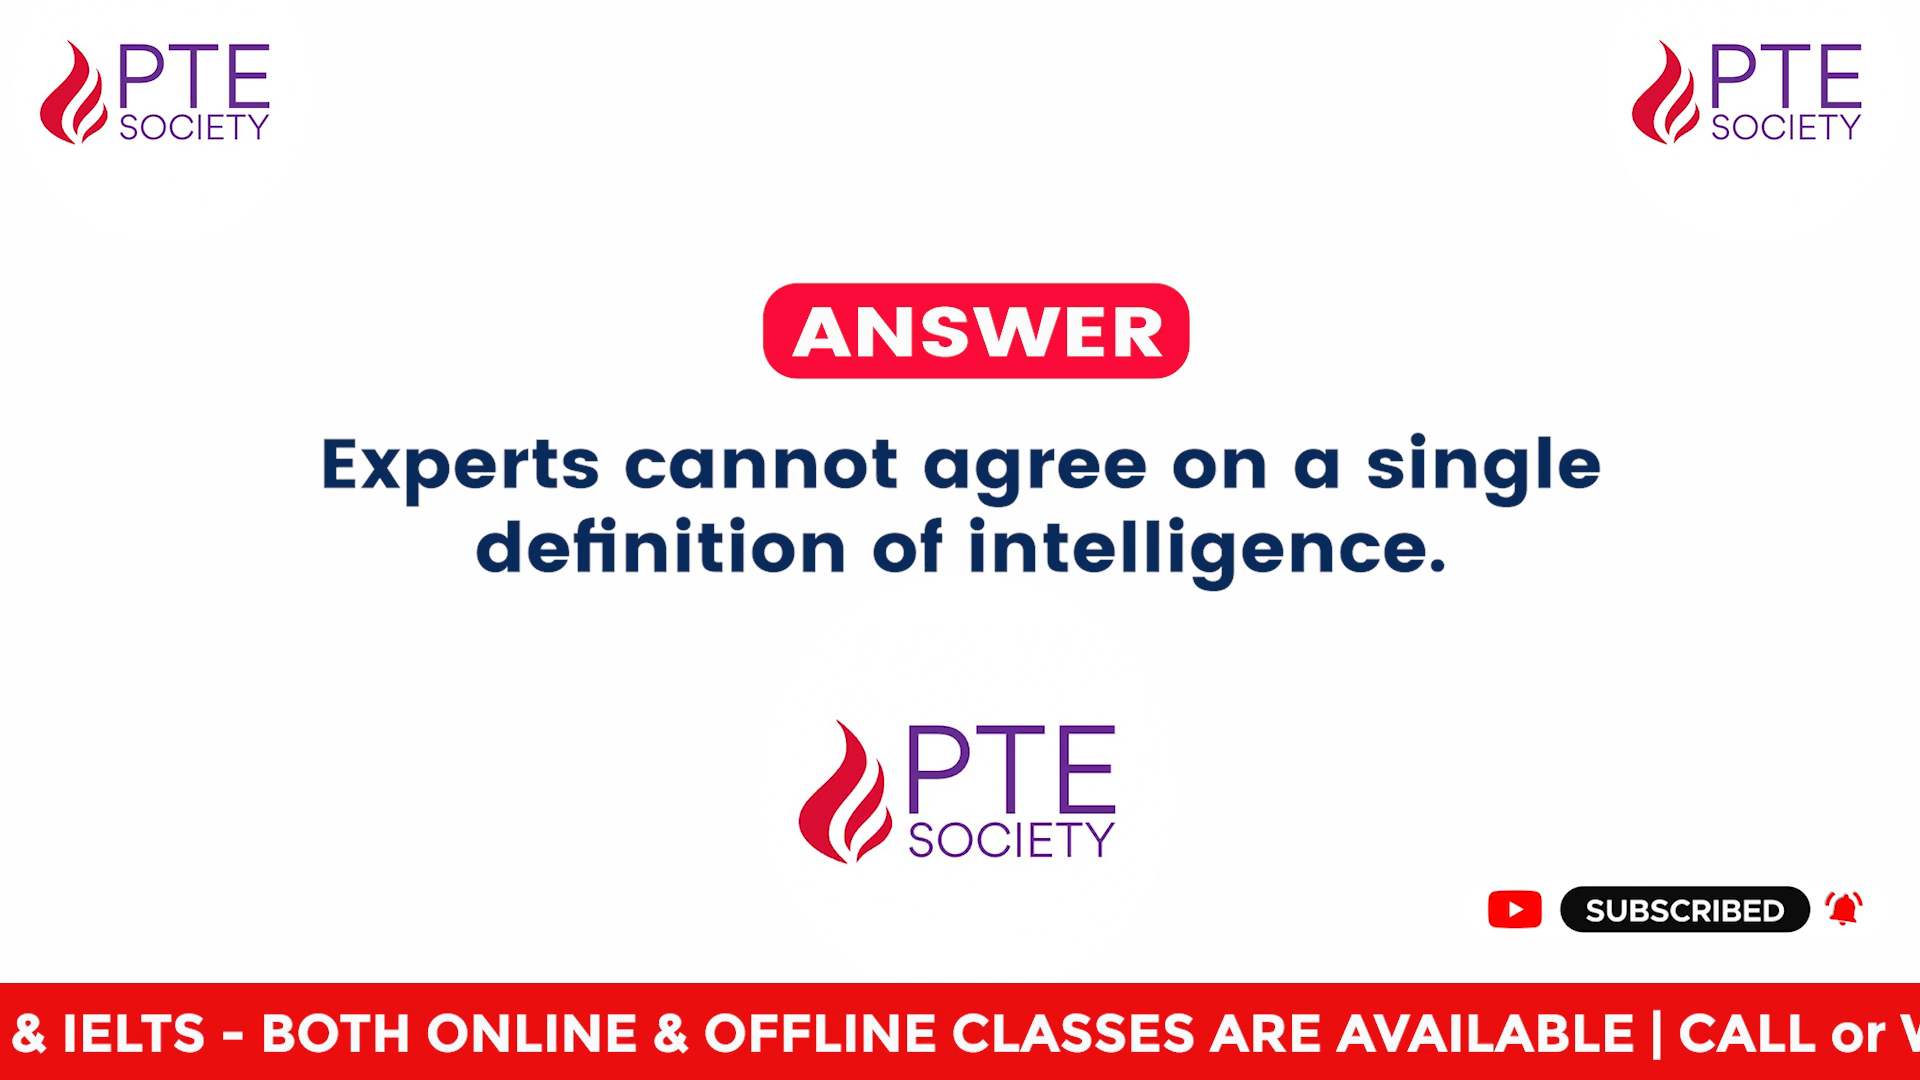 PTE
SOCIETY
PTE
SOCIETY
ANSWER
Experts cannot agree on a single
definition of intelligence.
PTE
SOCIETY
SUBSCRIBED
& IELTS - BOTH ONLINE & OFFLINE CLASSES ARE AVAILABLE | CALL or